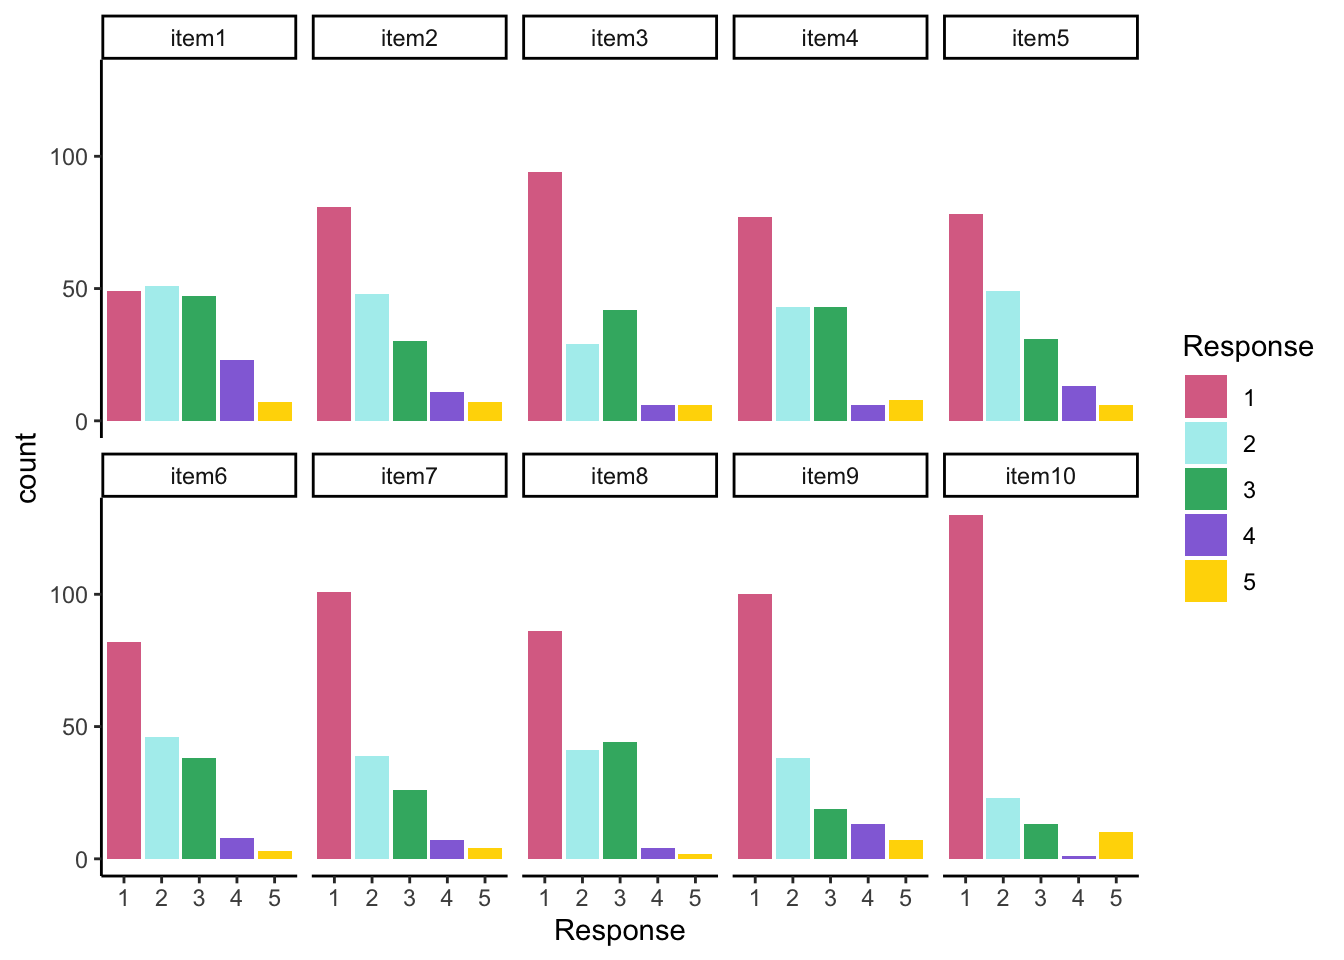 item1 item2 item3 item4 item5
100
50
0
item6 item7 item8 item9 item10
100
50
0
1 2 3 4 5 1 2 3 4 5 1 2 3 4 5 1 2 3 4 5 1 2 3 4 5
Response
count
Response
1
2
3
4
5